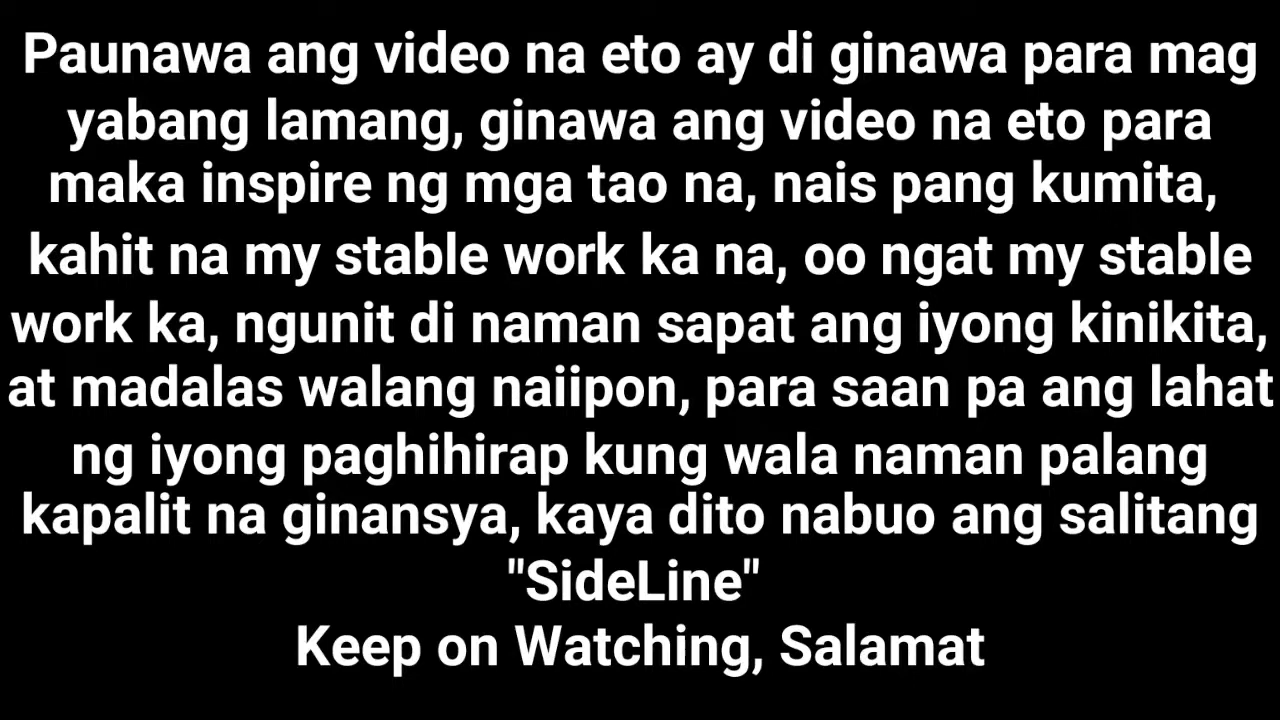 Paunawa ang video na eto ay di ginawa para mag
yabang lamang, ginawa ang video na eto para
maka inspire ng mga tao na, nais pang kumita,
kahit na my stable work ka na, oo ngat my stable
work ka, ngunit di naman sapat ang iyong kinikita,
at madalas walang naiipon, para saan pa ang lahat
ng iyong paghihirap kung wala naman palang
kapalit na ginansya, kaya dito nabuo ang salitang
"SideLine"
Keep on Watching, Salamat